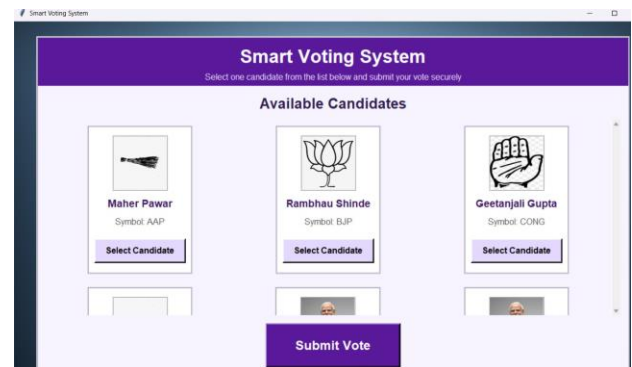 Smart Voting System
Smart Voting System
Select one candidate from the list below and submit your vote securely
Available Candidates
Maher Pawar
Symbol: AAP
Select Candidate
Rambhau Shinde
Symbol: BJP
Select Candidate
Geetanjali Gupta
Symbol: CONG
Select Candidate
Submit Vote